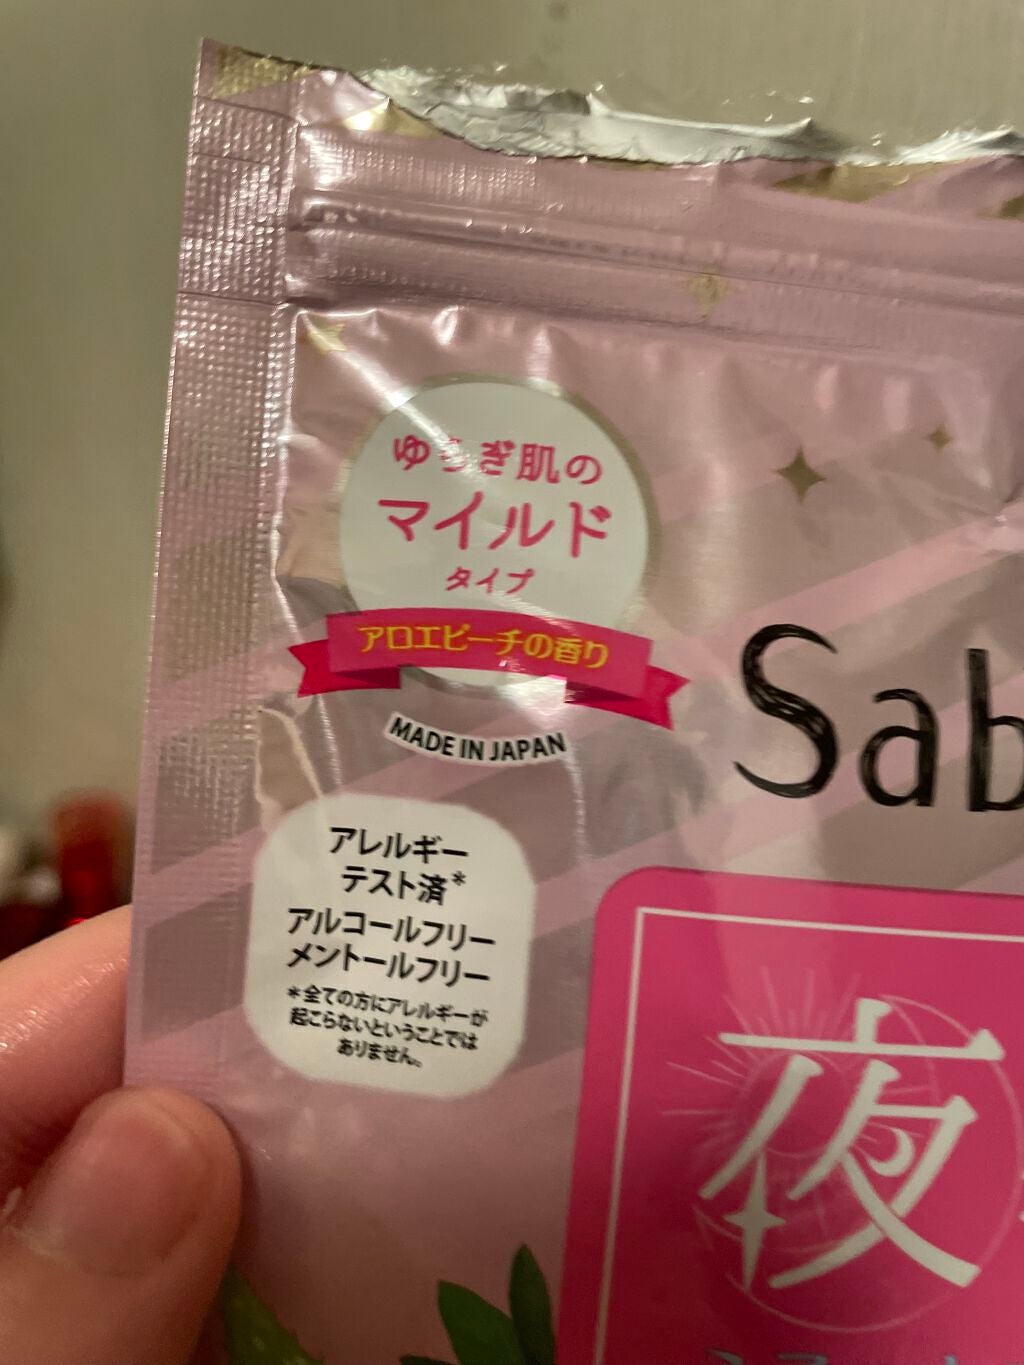 ゆらぎ肌の
マイルド
タイプ
アロエピーチの香り
MADE IN JAPAN
Sab
アレルギー
テスト済*
アルコールフリー
メントールフリー
*全ての方にアレルギーが
起こらないということでは
ありません。
夜